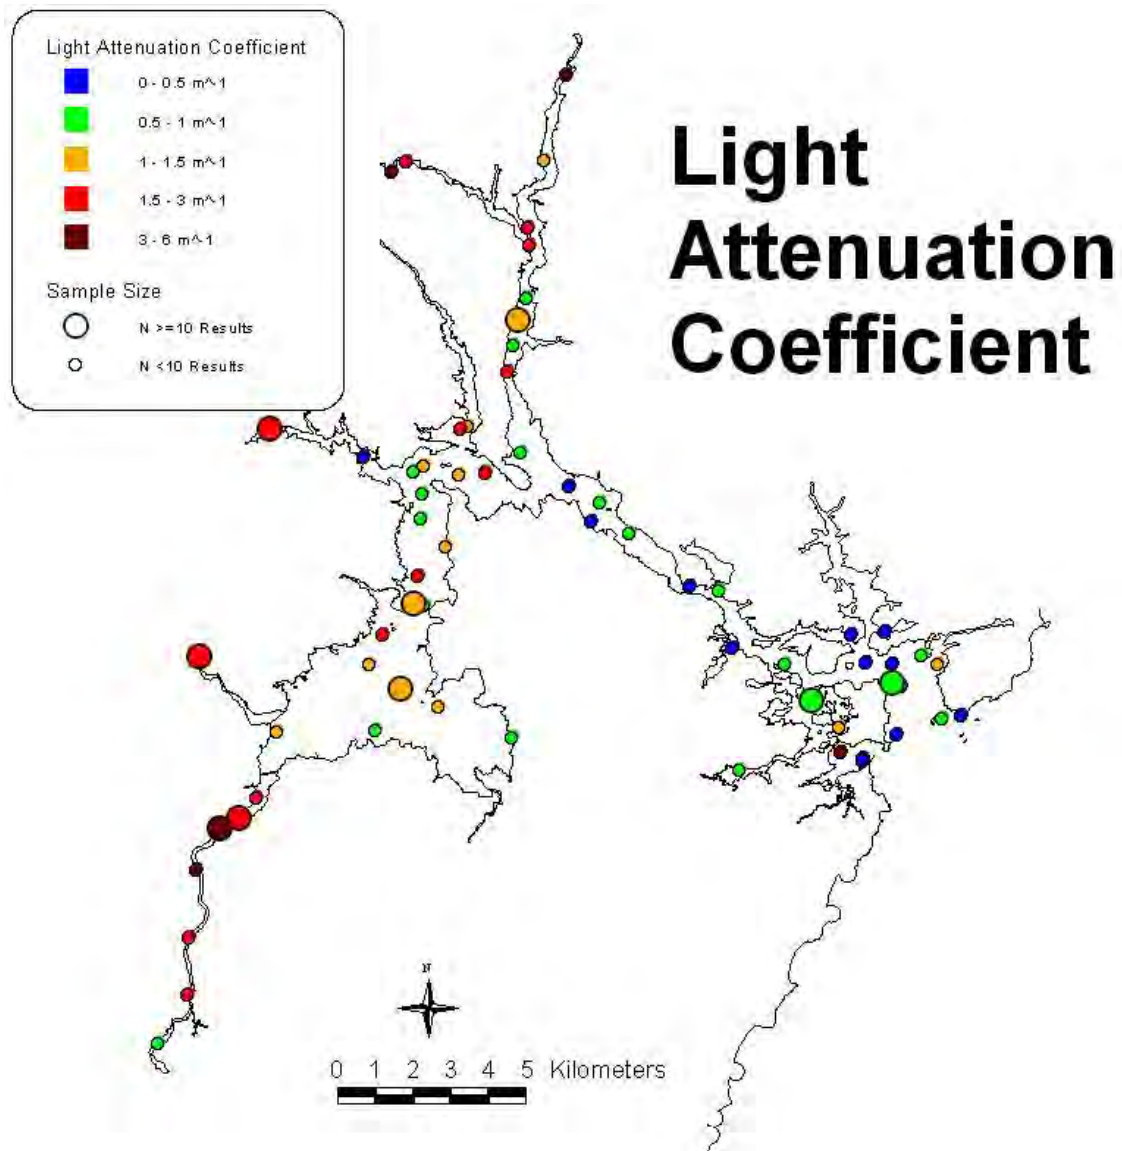 Light Attenuation Coefficient
0 - 0.5 m^-1
0.5 - 1 m^-1
1 - 1.5 m^-1
1.5 - 3 m^-1
3 - 6 m^-1
Sample Size
N >=10 Results
N <10 Results
Light
Attenuation
Coefficient
N
0 1 2 3 4 5 Kilometers